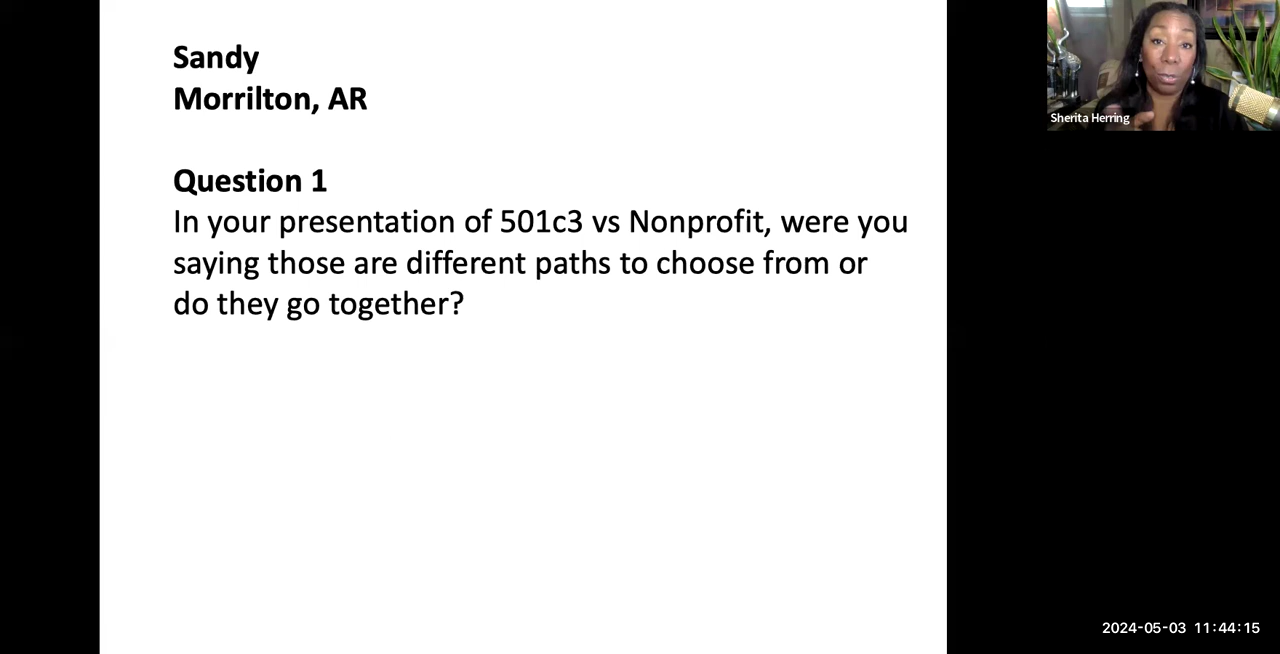 Sandy
Morrilton, AR
Question 1
In your presentation of 501c3 vs Nonprofit, were you
saying those are different paths to choose from or
do they go together?
Sherita Herring
2024-05-03 11:44:15